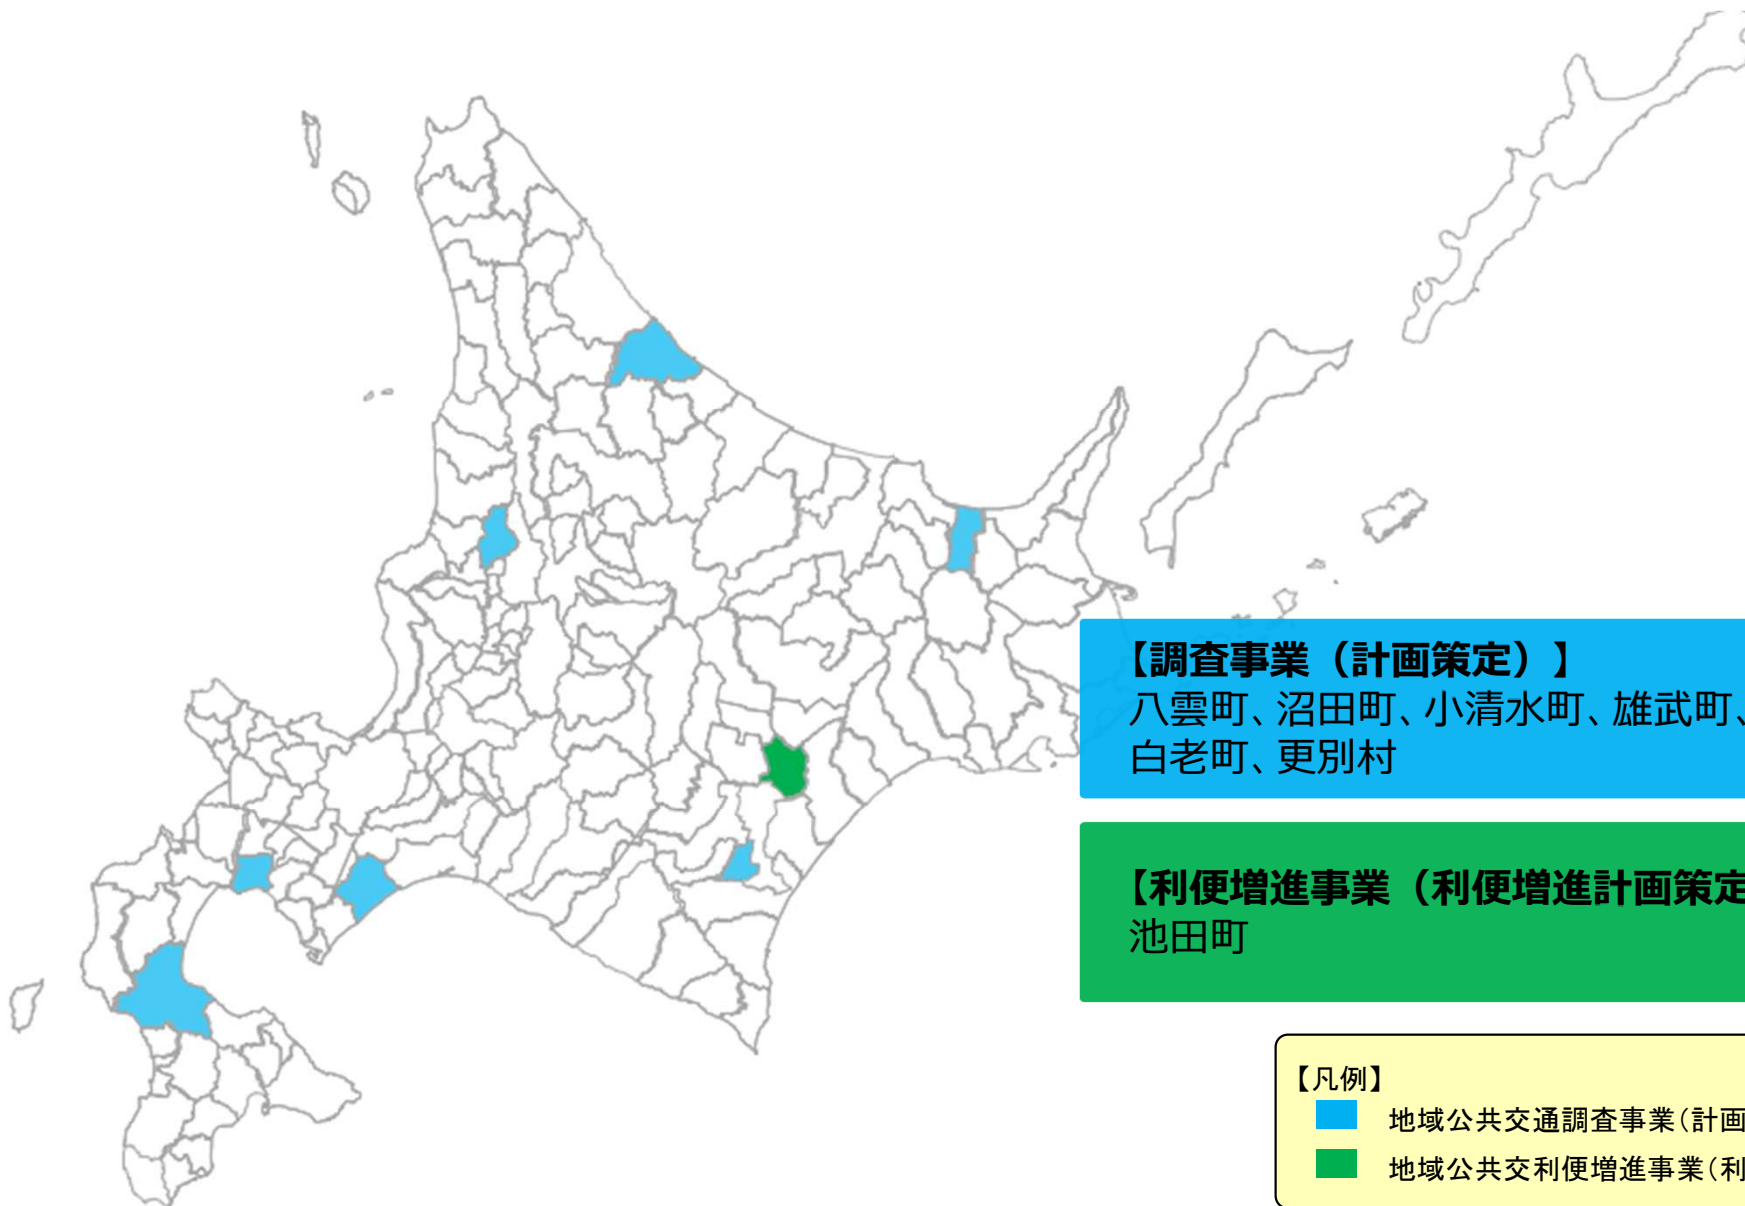 【調査事業（計画策定）】
八雲町、沼田町、小清水町、雄武町、
白老町、更別村
【利便増進事業（利便増進計画策定
池田町
【凡例】
地域公共交通調査事業（計画
地域公共交利便増進事業（利